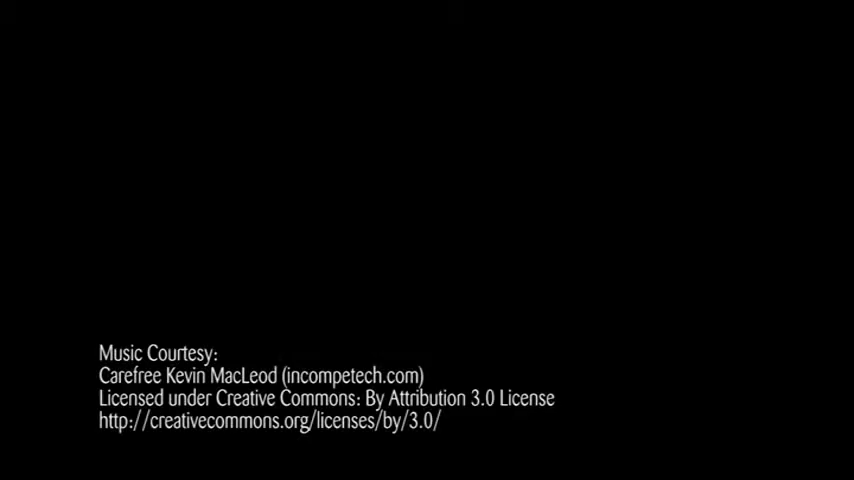 Music Courtesy:
Carefree Kevin MacLeod (incompetech.com)
Licensed under Creative Commons: By Attribution 3.0 License
http://creativecommons.org/licenses/by/3.0/